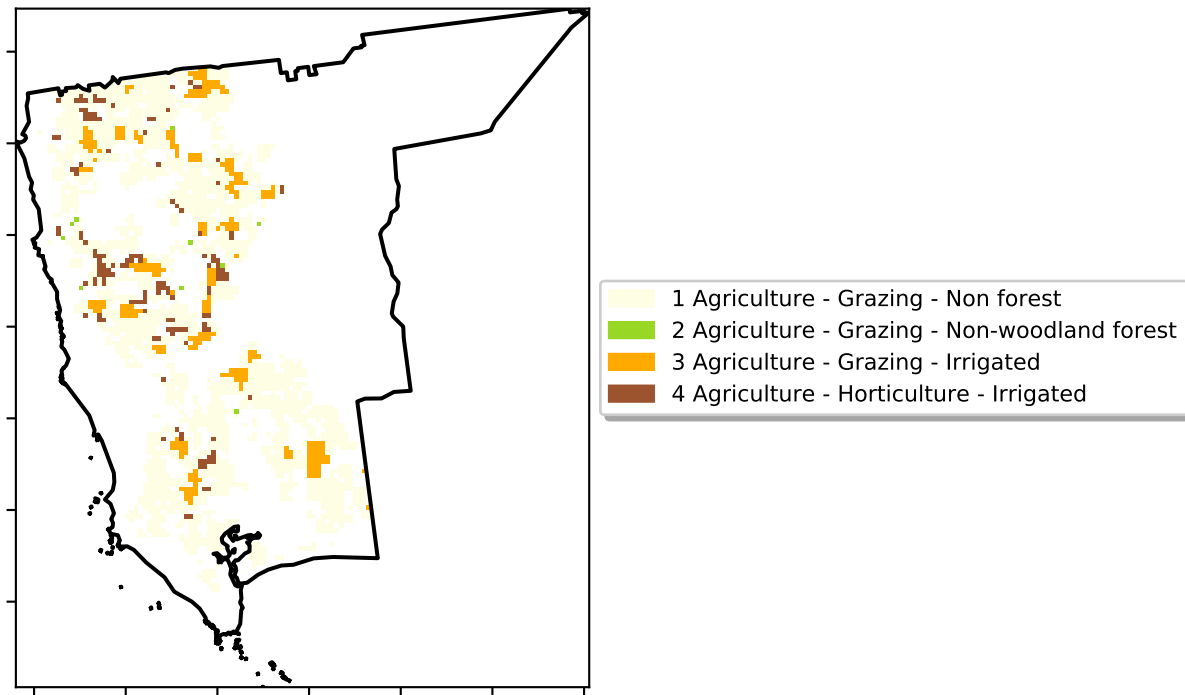 1 Agriculture - Grazing - Non forest
2 Agriculture - Grazing - Non-woodland forest
3 Agriculture - Grazing - Irrigated
4 Agriculture - Horticulture - Irrigated